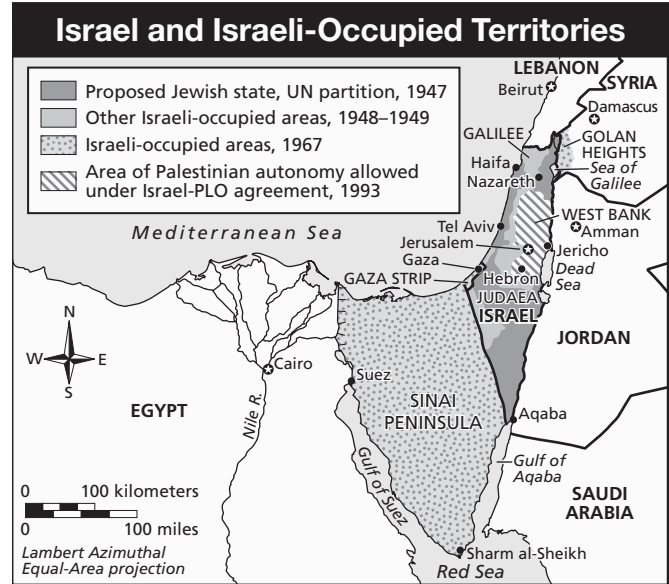 Israel and Israeli-Occupied Territories
Proposed Jewish state, UN partition, 1947
Other Israeli-occupied areas, 1948–1949
Israeli-occupied areas, 1967
Area of Palestinian autonomy allowed
under Israel-PLO agreement, 1993
LEBANON
Beirut
SYRIA
Damascus
GALILEE
GOLAN
HEIGHTS
Haifa
Sea of
Galilee
Nazareth
Mediterranean Sea
Tel Aviv
WEST BANK
Amman
Jerusalem
Jericho
Gaza
GAZA STRIP
Hebron
Dead
Sea
JUDAEA
ISRAEL
JORDAN
N
W
E
S
Cairo
Suez
EGYPT
Nile R.
SINAI
PENINSULA
Aqaba
Gulf of Suez
Gulf of
Aqaba
SAUDI
ARABIA
0 100 kilometers
0 100 miles
Lambert Azimuthal
Equal-Area projection
Sharm al-Sheikh
Red Sea